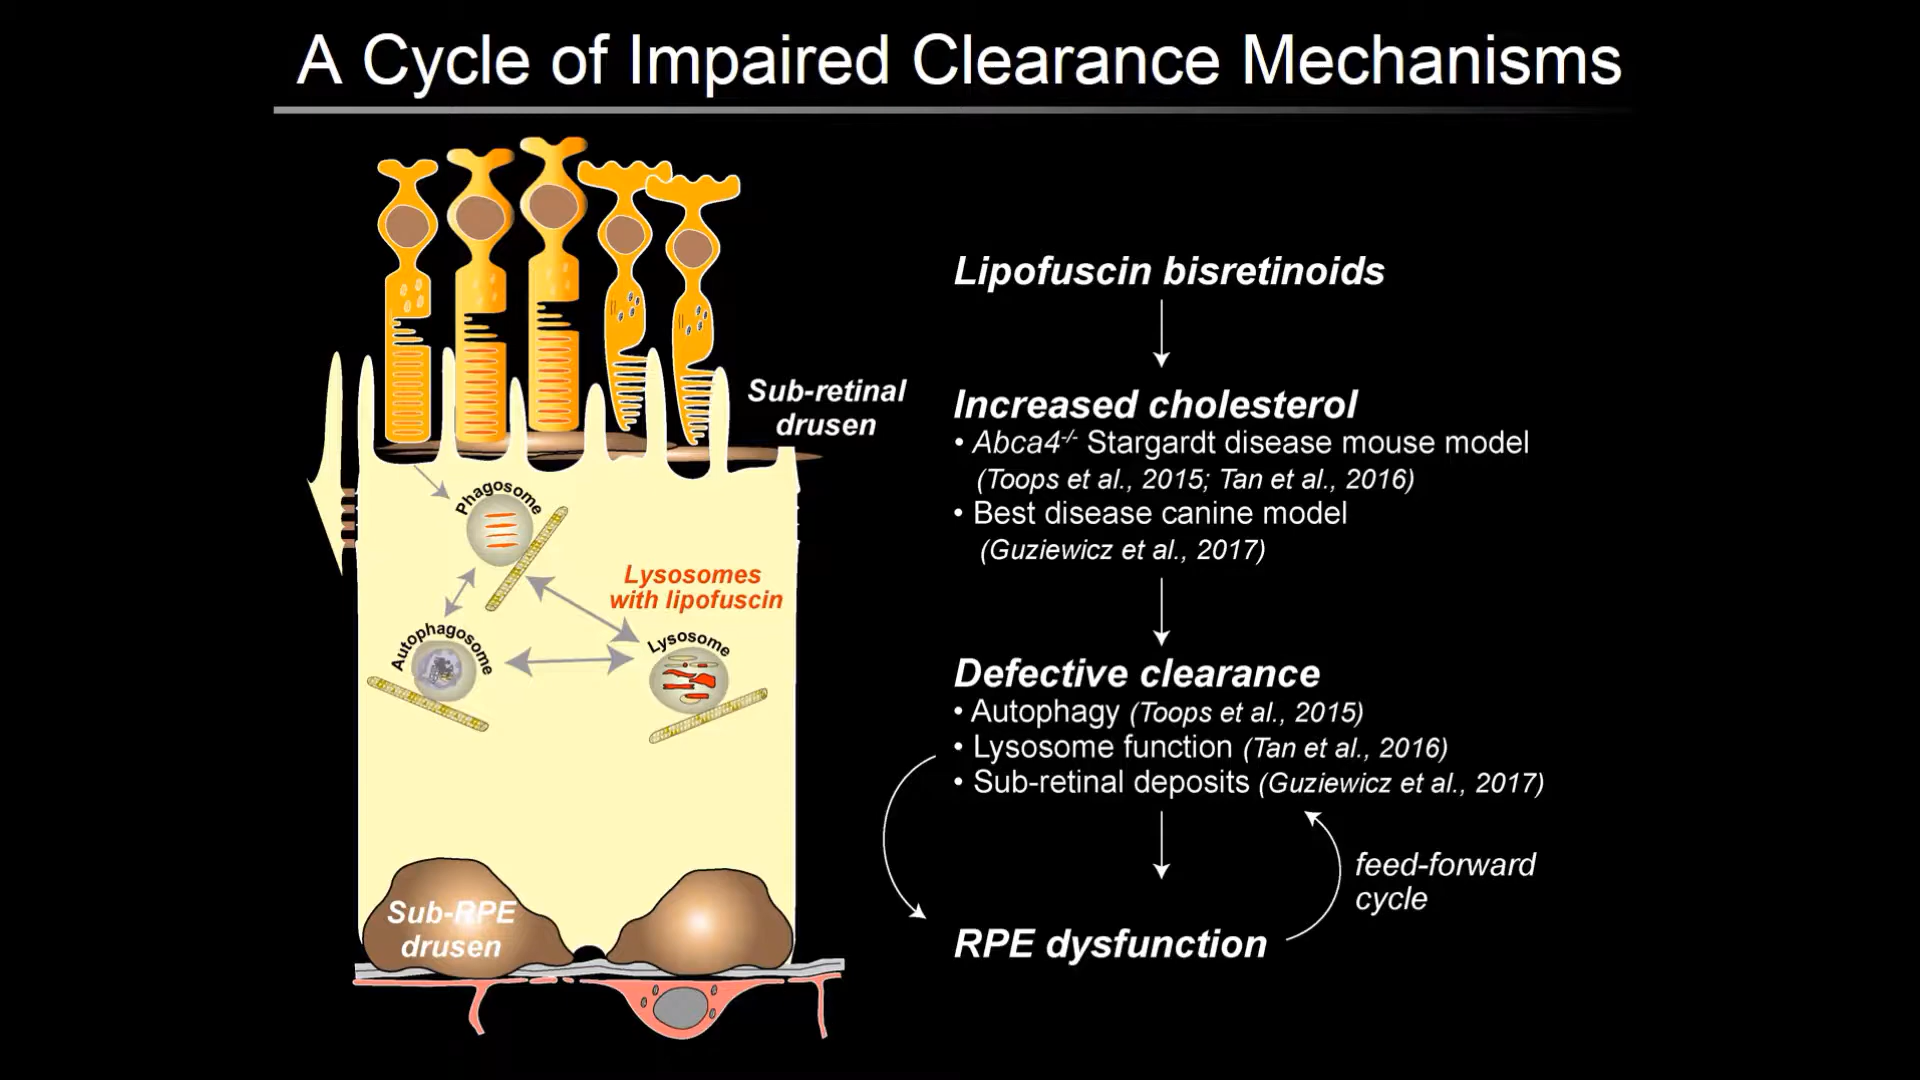 A Cycle of Impaired Clearance Mechanisms
Sub-retinal
drusen
Phagosome
Lysosomes
with lipofuscin
Autophagosome
Lysosome
Sub-RPE
drusen
Lipofuscin bisretinoids
Increased cholesterol
• Abca4-/- Stargardt disease mouse model
(Toops et al., 2015; Tan et al., 2016)
• Best disease canine model
(Guziewicz et al., 2017)
Defective clearance
• Autophagy (Toops et al., 2015)
• Lysosome function (Tan et al., 2016)
• Sub-retinal deposits (Guziewicz et al., 2017)
feed-forward
cycle
RPE dysfunction